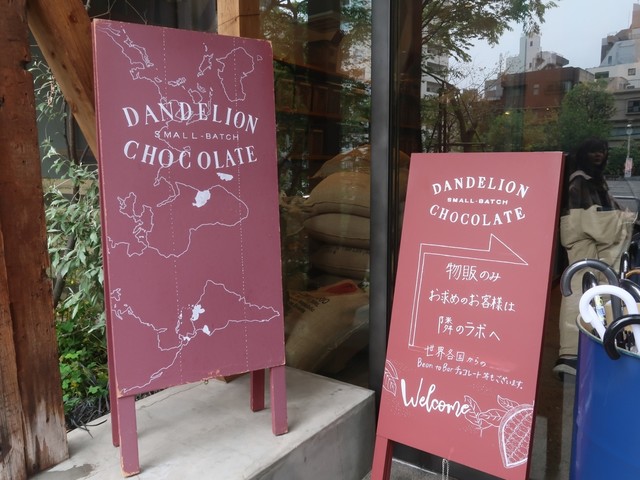 DANDELION
SMALL-BATCH
CHOCOLATE
DANDELION
SMALL-BATCH
CHOCOLATE
物販のみ
お求めのお客様は
隣のラボへ
世界各国からの
Bean to Bar チョコレート等もございます。
Welcome